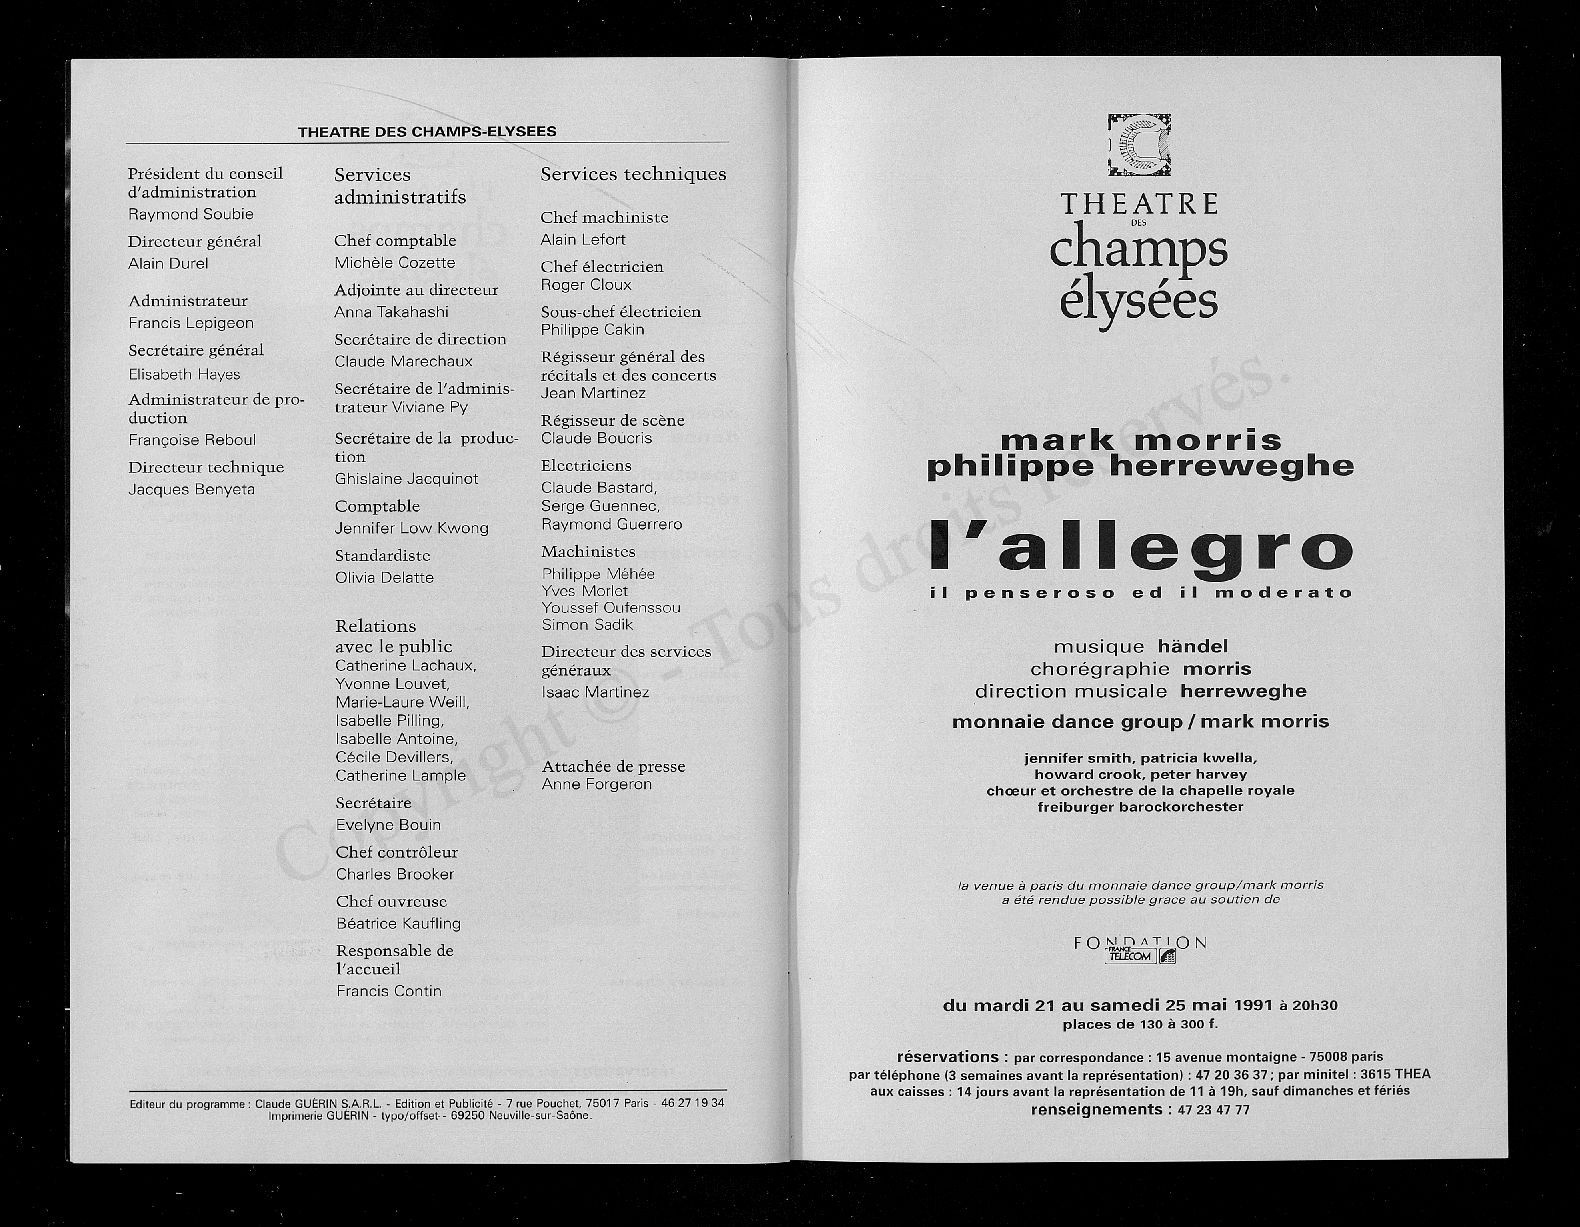 THEATRE DES CHAMPS-ELYSEES
Président du conseil
d'administration
Raymond Soubie
Directeur général
Alain Durel
Administrateur
Francis Lepigeon
Secrétaire général
Elisabeth Hayes
Administrateur de pro-
duction
Françoise Reboul
Directeur technique
Jacques Benyeta
Services
administratifs
Chef comptable
Michèle Cozette
Adjointe au directeur
Anna Takahashi
Secrétaire de direction
Claude Marechaux
Secrétaire de l'adminis-
trateur Viviane Py
Secrétaire de la produc-
tion
Ghislaine Jacquinot
Comptable
Jennifer Low Kwong
Standardiste
Olivia Delatte
Relations
avec le public
Catherine Lachaux,
Yvonne Louvet,
Marie-Laure Weill,
Isabelle Pilling,
Isabelle Antoine,
Cécile Devillers,
Catherine Lample
Secrétaire
Evelyne Bouin
Chef contrôleur
Charles Brooker
Chef ouvreuse
Béatrice Kaufling
Responsable de
l'accueil
Francis Contin
Services techniques
Chef machiniste
Alain Lefort
Chef électricien
Roger Cloux
Sous-chef électricien
Philippe Cakin
Régisseur général des
récitals et des concerts
Jean Martinez
Régisseur de scène
Claude Boucris
Electriciens
Claude Bastard,
Serge Guennec,
Raymond Guerrero
Machinistes
Philippe Méhée
Yves Morlet
Youssef Oufenssou
Simon Sadik
Directeur des services
généraux
Isaac Martinez
Attachée de presse
Anne Forgeron
Editeur du programme : Claude GUÉRIN S.A.R.L. - Edition et Publicité - 7 rue Pouchet, 75017 Paris - 46 27 19 34
Imprimerie GUÉRIN - typo/offset - 69250 Neuville-sur-Saône.
THEATRE
DES
champs
élysées
mark morris
philippe herreweghe
l'allegro
il penseroso ed il moderato
musique händel
chorégraphie morris
direction musicale herreweghe
monnaie dance group / mark morris
jennifer smith, patricia kwella,
howard crook, peter harvey
chœur et orchestre de la chapelle royale
freiburger barockorchester
la venue à paris du monnaie dance group/mark morris
a été rendue possible grace au soutien de
FONDATION
FRANCE
TELECOM
du mardi 21 au samedi 25 mai 1991 à 20h30
places de 130 à 300 f.
réservations : par correspondance : 15 avenue montaigne - 75008 paris
par téléphone (3 semaines avant la représentation) : 47 20 36 37 ; par minitel : 3615 THEA
aux caisses : 14 jours avant la représentation de 11 à 19h, sauf dimanches et fériés
renseignements : 47 23 47 77
Copyright © - Tous droits réservés.